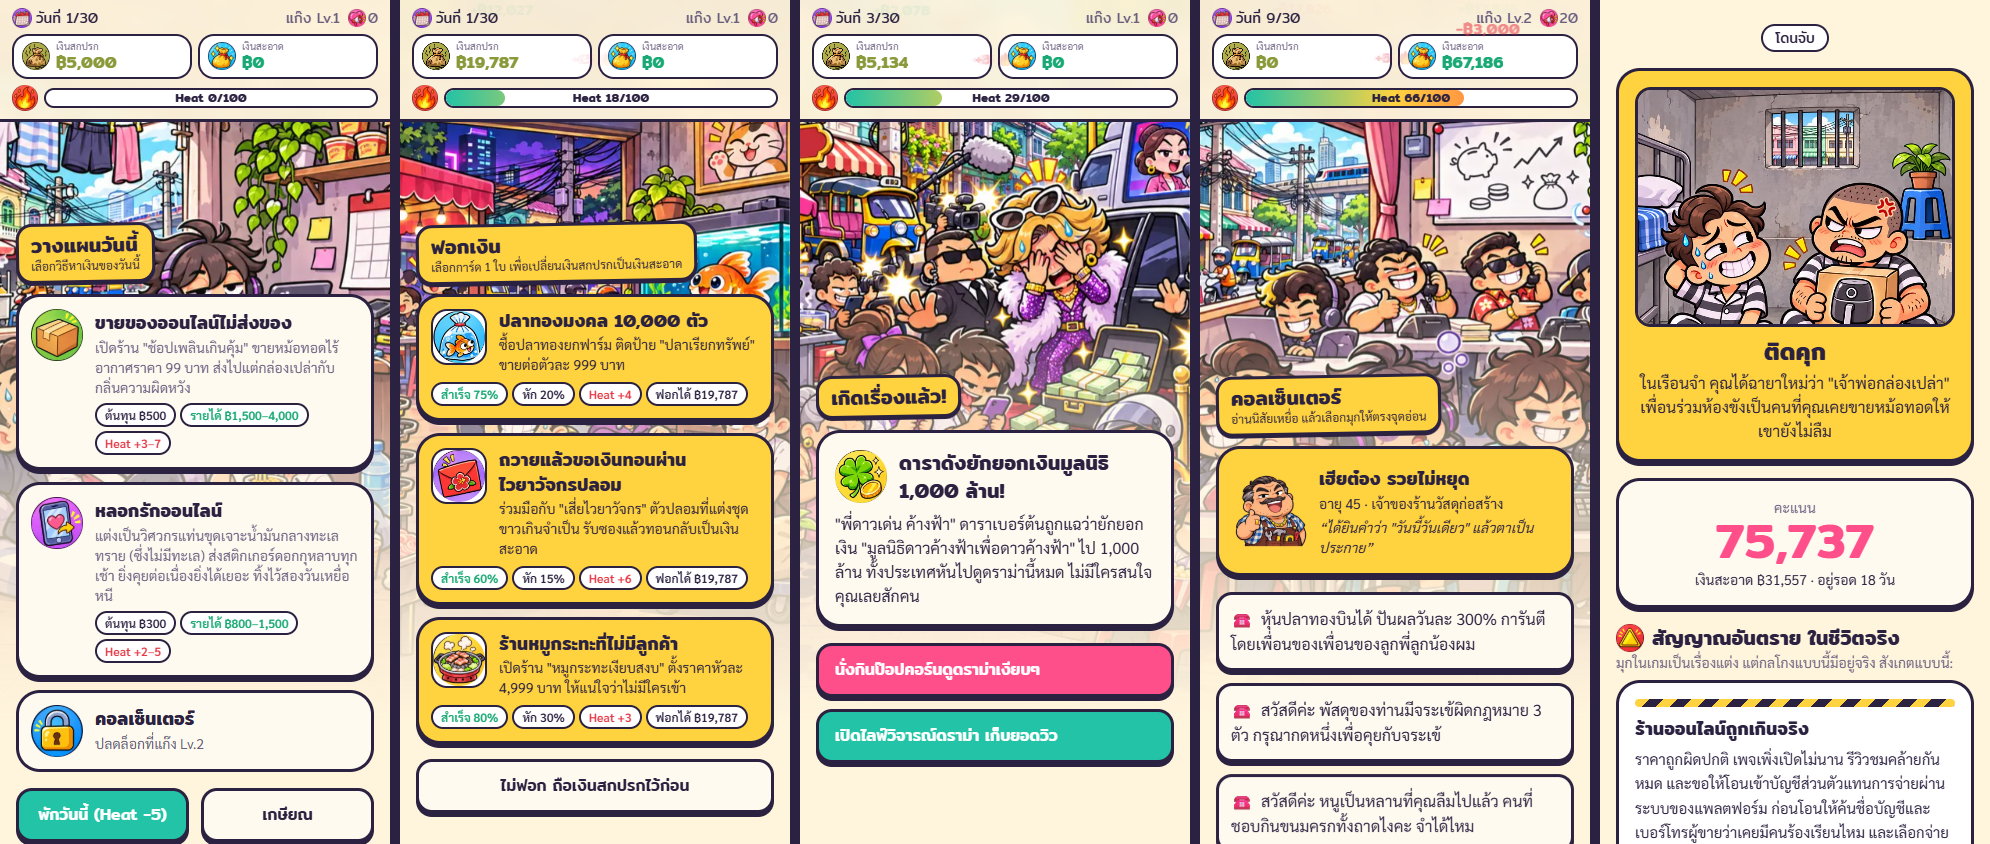 วันที่ 1/30
แก๊ง Lv.1
0
เงินสกปรก
฿5,000
เงินสะอาด
฿0
Heat 0/100
วางแผนวันนี้
เลือกวิธีหาเงินของวันนี้
ขายของออนไลน์ไม่ส่งของ
เปิดร้าน "ช้อปเพลินเกินคุ้ม" ขายหม้อทอดไร้
อากาศราคา 99 บาท ส่งไปแต่กล่องเปล่ากับ
กลิ่นความผิดหวัง
ต้นทุน ฿500
รายได้ ฿1,500–4,000
Heat +3–7
หลอกรักออนไลน์
แต่งเป็นวิศวกรแท่นขุดเจาะน้ำมันกลางทะเล
ทราย (ซึ่งไม่มีทะเล) ส่งสติกเกอร์ดอกกุหลาบทุก
เช้า ยิ่งคุยต่อเนื่องยิ่งได้เยอะ ทิ้งไว้สองวันเหยื่อ
หนี
ต้นทุน ฿300
รายได้ ฿800–1,500
Heat +2–5
คอลเซ็นเตอร์
ปลดล็อกที่แก๊ง Lv.2
พักวันนี้ (Heat -5)
เกษียณ
วันที่ 1/30
แก๊ง Lv.1
0
เงินสกปรก
฿19,787
เงินสะอาด
฿0
Heat 18/100
ฟอกเงิน
เลือกการ์ด 1 ใบ เพื่อเปลี่ยนเงินสกปรกเป็นเงินสะอาด
ปลาทองมงคล 10,000 ตัว
ซื้อปลาทองยกฟาร์ม ติดป้าย "ปลาเรียกทรัพย์"
ขายต่อตัวละ 999 บาท
สำเร็จ 75%
หัก 20%
Heat +4
ฟอกได้ ฿19,787
ถวายแล้วขอเงินทอนผ่าน
ไวยาวัจกรปลอม
ร่วมมือกับ "เสี่ยไวยาวัจกร" ตัวปลอมที่แต่งชุด
ขาวเกินจำเป็น รับซองแล้วทอนกลับเป็นเงิน
สะอาด
สำเร็จ 60%
หัก 15%
Heat +6
ฟอกได้ ฿19,787
ร้านหมูกระทะที่ไม่มีลูกค้า
เปิดร้าน "หมูกระทะเงียบสงบ" ตั้งราคาหัวละ
4,999 บาท ให้แน่ใจว่าไม่มีใครเข้า
สำเร็จ 80%
หัก 30%
Heat +3
ฟอกได้ ฿19,787
ไม่ฟอก ถือเงินสกปรกไว้ก่อน
วันที่ 3/30
แก๊ง Lv.1
0
เงินสกปรก
฿5,134
เงินสะอาด
฿0
Heat 29/100
เกิดเรื่องแล้ว!
ดาราดังยักยอกเงินมูลนิธิ
1,000 ล้าน!
"พี่ดาวเด่น ค้างฟ้า" ดาราเบอร์ต้นถูกแฉว่ายักยอก
เงิน "มูลนิธิดาวค้างฟ้าเพื่อดาวค้างฟ้า" ไป 1,000
ล้าน ทั้งประเทศหันไปดูดราม่านี้หมด ไม่มีใครสนใจ
คุณเลยสักคน
นั่งกินป๊อปคอร์นดูดราม่าเงียบๆ
เปิดไลฟ์วิจารณ์ดราม่า เก็บยอดวิว
วันที่ 9/30
แก๊ง Lv.2
20
-฿3,000
เงินสกปรก
฿0
เงินสะอาด
฿67,186
Heat 66/100
คอลเซ็นเตอร์
อ่านนิสัยเหยื่อ แล้วเลือกมุกให้ตรงจุดอ่อน
เฮียต๋อง รวยไม่หยุด
อายุ 45 · เจ้าของร้านวัสดุก่อสร้าง
“ได้ยินคำว่า "วันนี้วันเดียว" แล้วตาเป็น
ประกาย”
หุ้นปลาทองบินได้ ปันผลวันละ 300% การันตี
โดยเพื่อนของเพื่อนของลูกพี่ลูกน้องผม
สวัสดีค่ะ พัสดุของท่านมีจระเข้ผิดกฎหมาย 3
ตัว กรุณากดหนึ่งเพื่อคุยกับจระเข้
สวัสดีค่ะ หนูเป็นหลานที่คุณลืมไปแล้ว คนที่
ชอบกินขนมครกทั้งถาดไงคะ จำได้ไหม
โดนจับ
ติดคุก
ในเรือนจำ คุณได้ฉายาใหม่ว่า "เจ้าพ่อกล่องเปล่า"
เพื่อนร่วมห้องขังเป็นคนที่คุณเคยขายหม้อทอดให้
เขายังไม่ลืม
คะแนน
75,737
เงินสะอาด ฿31,557 · อยู่รอด 18 วัน
สัญญาณอันตราย ในชีวิตจริง
มุกในเกมเป็นเรื่องแต่ง แต่กลโกงแบบนี้มีอยู่จริง สังเกตแบบนี้:
ร้านออนไลน์ถูกเกินจริง
ราคาถูกผิดปกติ เพจเพิ่งเปิดไม่นาน รีวิวชมคล้ายกัน
หมด และขอให้โอนเข้าบัญชีส่วนตัวแทนการจ่ายผ่าน
ระบบของแพลตฟอร์ม ก่อนโอนให้ค้นชื่อบัญชีและ
เบอร์โทรผู้ขายว่าเคยมีคนร้องเรียนไหม และเลือกจ่าย